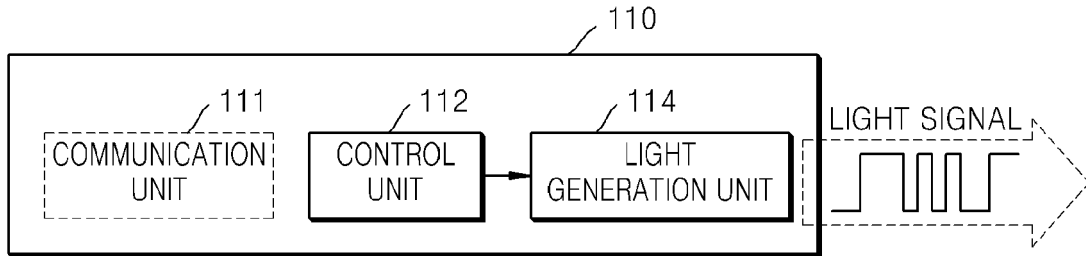 110
111
112
114
LIGHT SIGNAL
COMMUNICATION
UNIT
CONTROL
UNIT
LIGHT
GENERATION UNIT